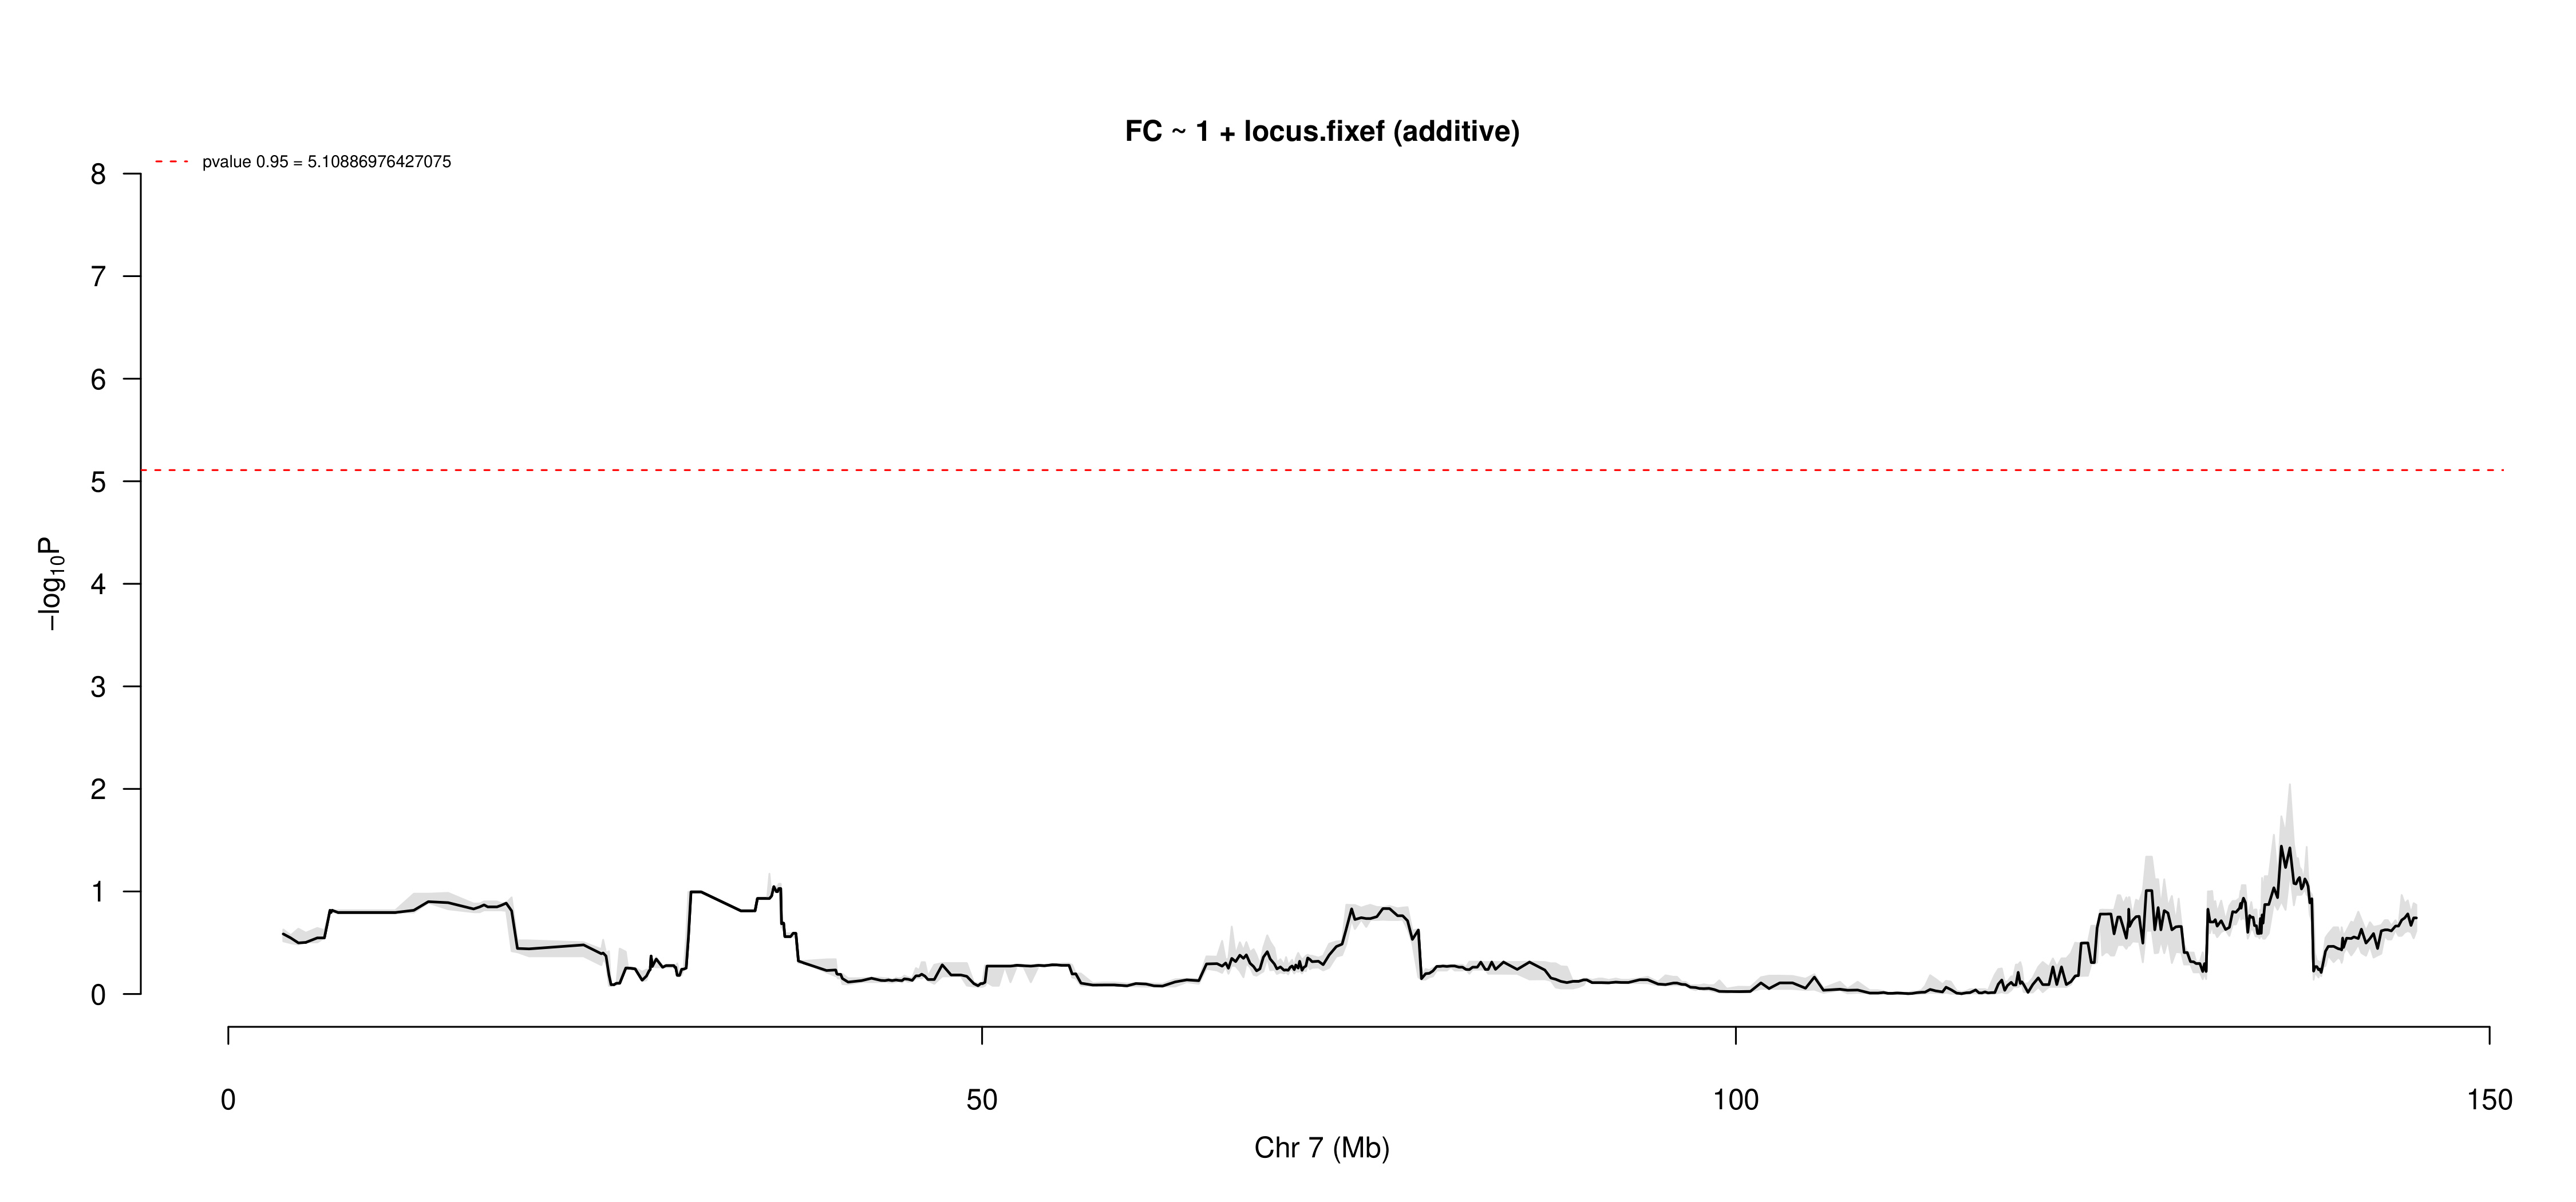 FC ~ 1 + locus.fixef (additive)
pvalue 0.95 = 5.10886976427075
8
7
6
5
4
3
2
1
0
−log10P
0 50 100 150
Chr 7 (Mb)